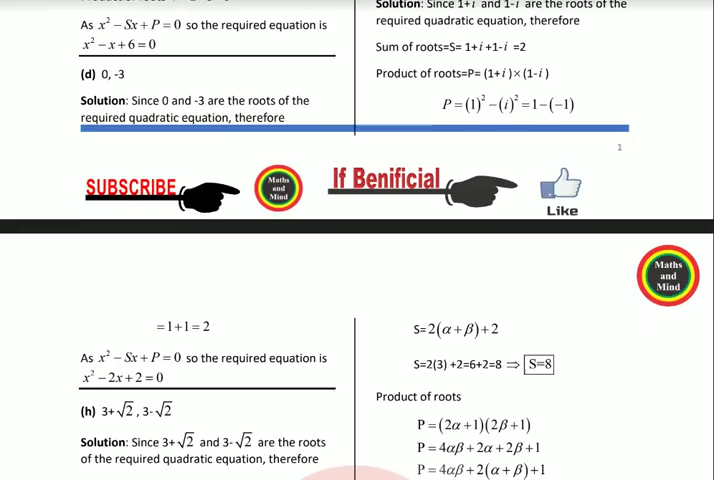 As x² − Sx + P = 0 so the required equation is
x² − x + 6 = 0
(d) 0, -3
Solution: Since 0 and -3 are the roots of the
required quadratic equation, therefore
Solution: Since 1+i and 1-i are the roots of the
required quadratic equation, therefore
Sum of roots=S= 1+i+1-i =2
Product of roots=P= (1+i)×(1-i)
P = (1)² − (i)² = 1 − (−1)
1
SUBSCRIBE
Maths
and
Mind
If Benificial
Like
Maths
and
Mind
= 1 + 1 = 2
As x² − Sx + P = 0 so the required equation is
x² − 2x + 2 = 0
(h) 3+√2 , 3-√2
Solution: Since 3+√2 and 3-√2 are the roots
of the required quadratic equation, therefore
S= 2(α + β) + 2
S=2(3) +2=6+2=8 ⇒ S=8
Product of roots
P = (2α + 1)(2β + 1)
P = 4αβ + 2α + 2β + 1
P = 4αβ + 2(α + β) + 1